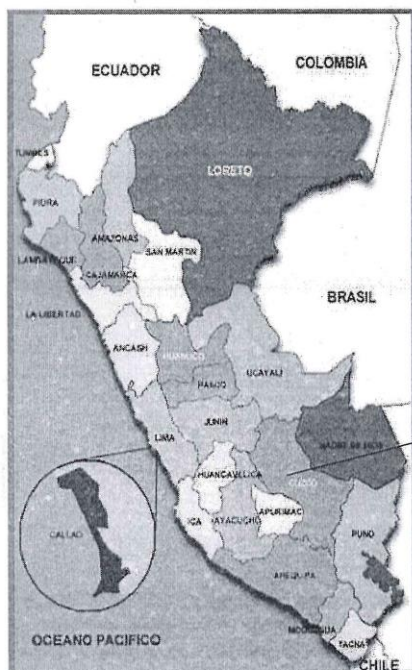 ECUADOR
COLOMBIA
TUMBES
LORETO
PIURA
AMAZONAS
SAN MARTIN
LAMBAYEQUE
CAJAMARCA
BRASIL
LA LIBERTAD
ANCASH
HUANUCO
UCAYALI
PASCO
JUNIN
LIMA
MADRE DE DIOS
HUANCAVELICA
CUSCO
CALLAO
ICA
AYACUCHO
APURIMAC
PUNO
AREQUIPA
OCEANO PACIFICO
MOQUEGUA
TACNA
CHILE